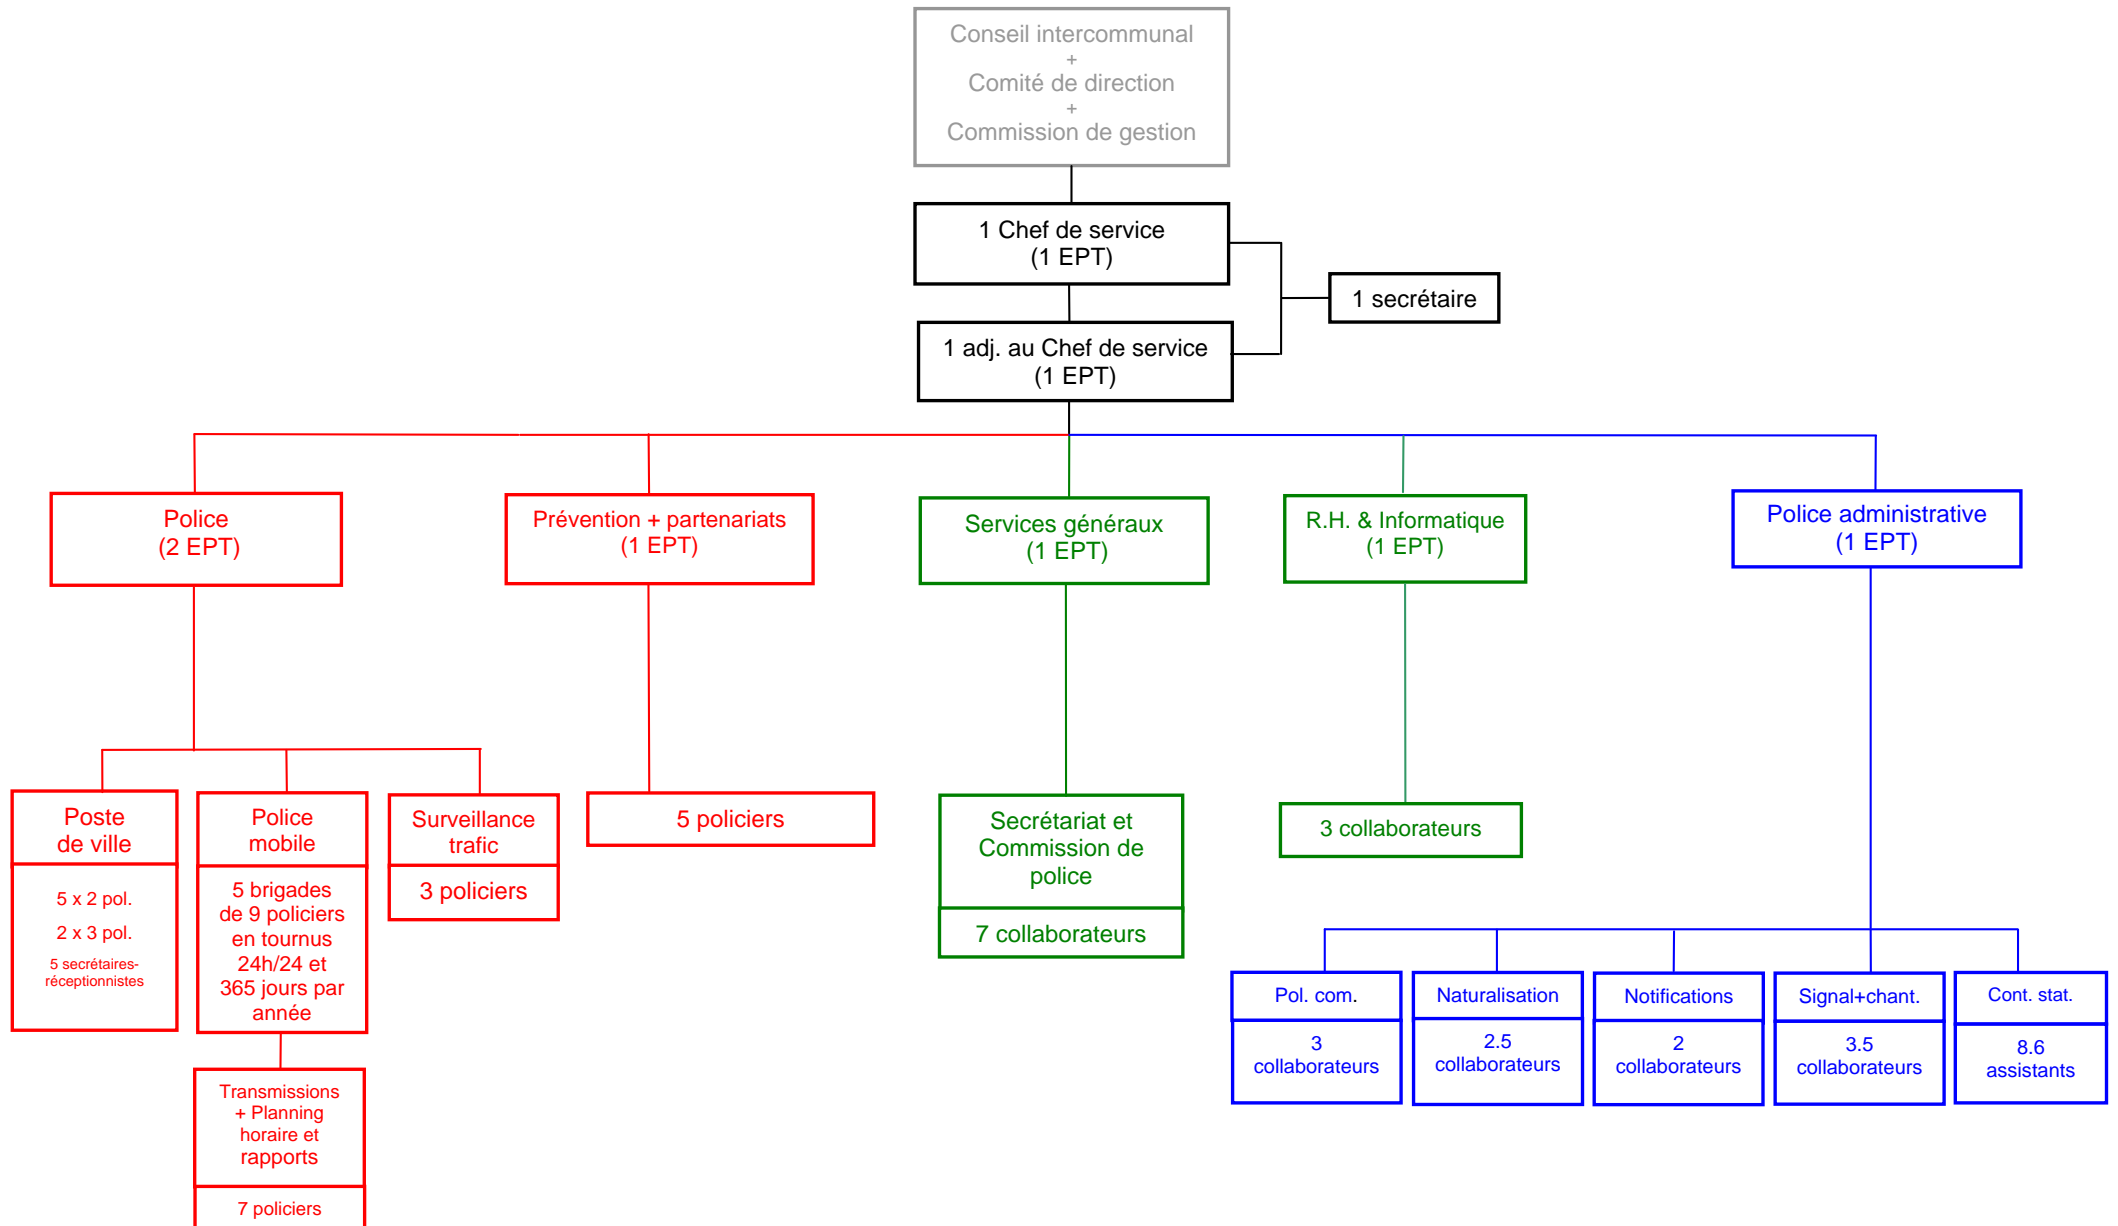 Conseil intercommunal
+
Comité de direction
+
Commission de gestion
1 Chef de service
(1 EPT)
1 secrétaire
1 adj. au Chef de service
(1 EPT)
Police
(2 EPT)
Prévention + partenariats
(1 EPT)
Services généraux
(1 EPT)
R.H. & Informatique
(1 EPT)
Police administrative
(1 EPT)
Poste
de ville
5 x 2 pol.
2 x 3 pol.
5 secrétaires-
réceptionnistes
Police
mobile
5 brigades
de 9 policiers
en tournus
24h/24 et
365 jours par
année
Transmissions
+ Planning
horaire et
rapports
7 policiers
Surveillance
trafic
3 policiers
5 policiers
Secrétariat et
Commission de
police
7 collaborateurs
3 collaborateurs
Pol. com.
3
collaborateurs
Naturalisation
2.5
collaborateurs
Notifications
2
collaborateurs
Signal+chant.
3.5
collaborateurs
Cont. stat.
8.6
assistants